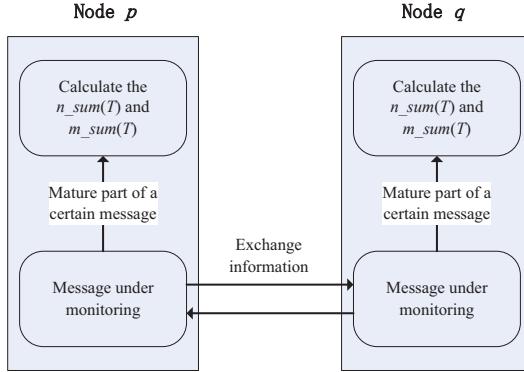 Node p
Node q
Calculate the
n_sum(T) and
m_sum(T)
Calculate the
n_sum(T) and
m_sum(T)
Mature part of a
certain message
Mature part of a
certain message
Exchange
information
Message under
monitoring
Message under
monitoring